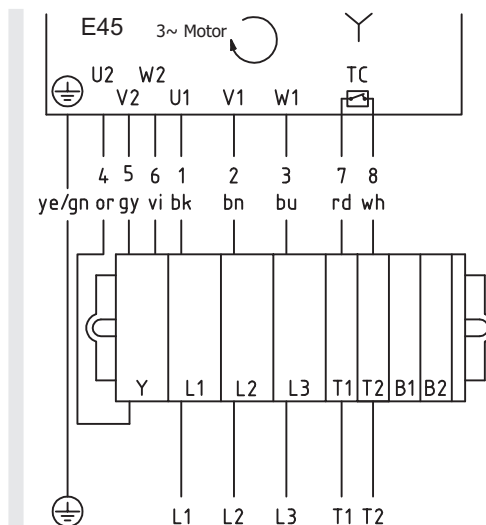 E45 3~ Motor Y
U2 W2 TC
V2 U1 V1 W1
4 5 6 1 2 3 7 8
ye/gn or gy vi bk bn bu rd wh
Y L1 L2 L3 T1 T2 B1 B2
L1 L2 L3 T1 T2